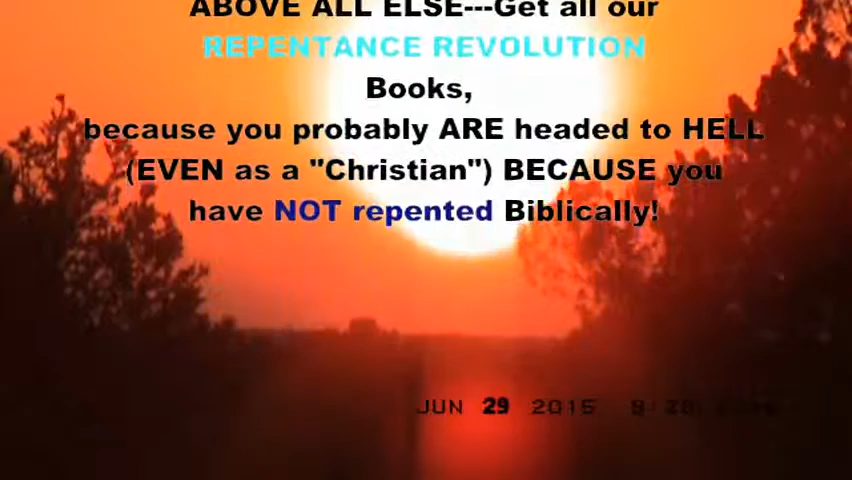 ABOVE ALL ELSE---Get all our
REPENTANCE REVOLUTION
Books,
because you probably ARE headed to HELL
(EVEN as a "Christian") BECAUSE you
have NOT repented Biblically!
JUN 29 2015